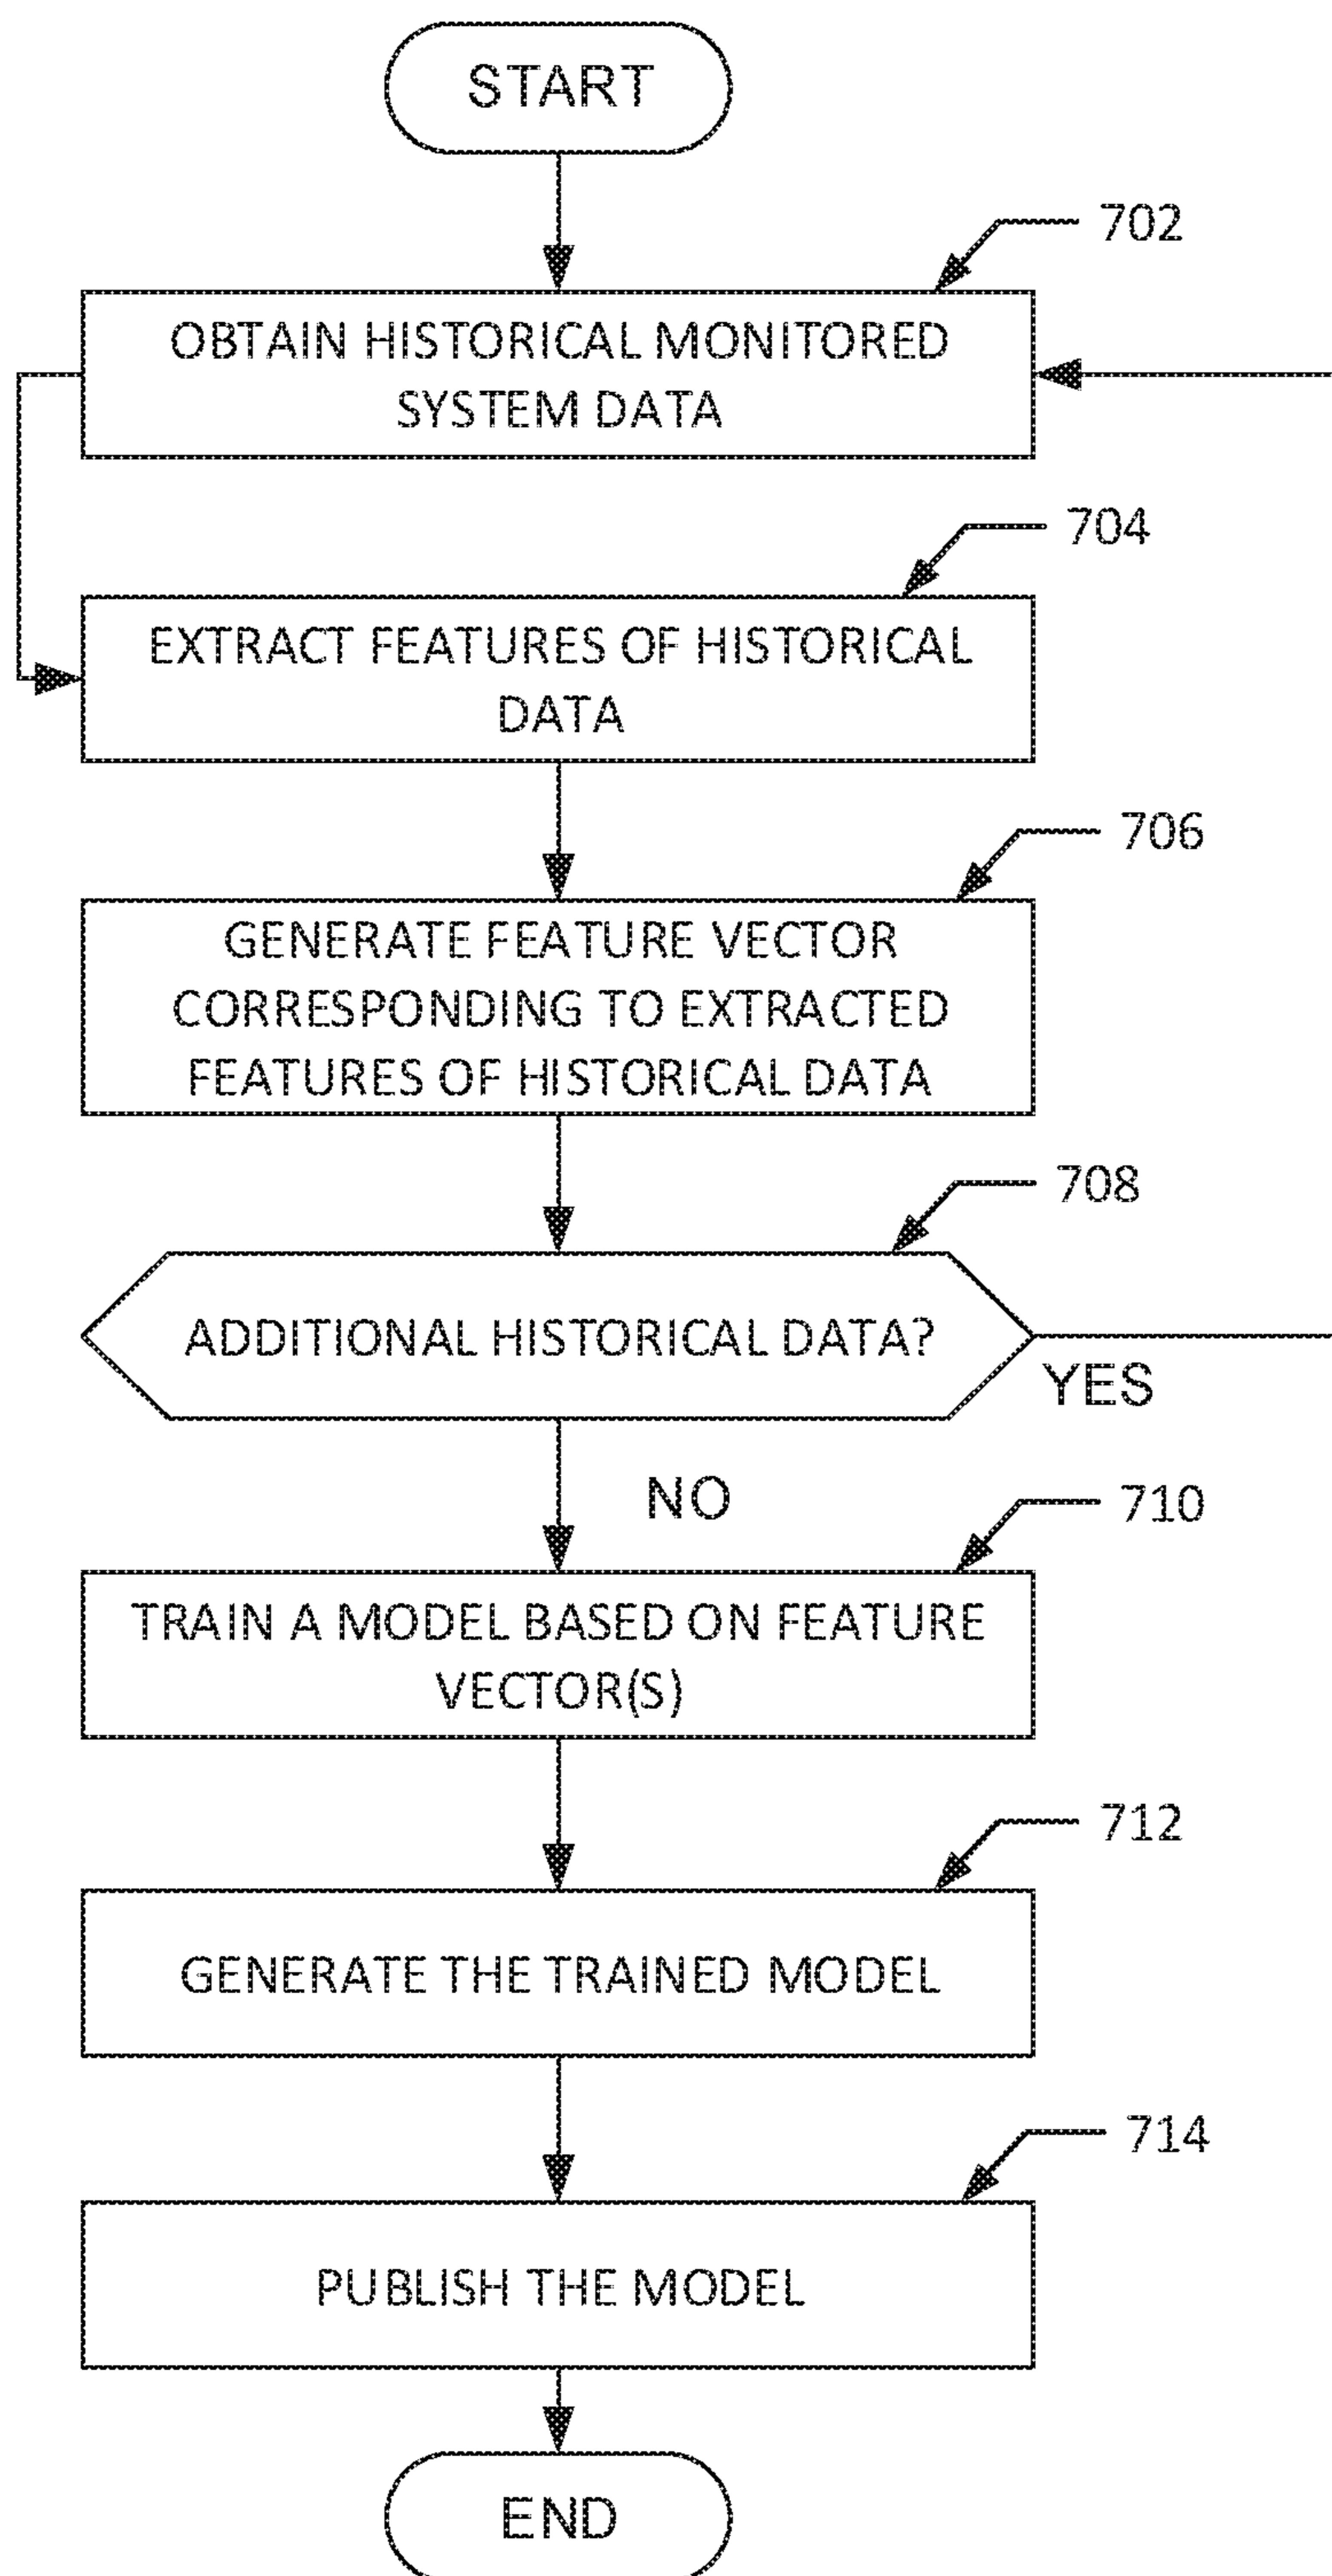 START
702
OBTAIN HISTORICAL MONITORED
SYSTEM DATA
704
EXTRACT FEATURES OF HISTORICAL
DATA
706
GENERATE FEATURE VECTOR
CORRESPONDING TO EXTRACTED
FEATURES OF HISTORICAL DATA
708
ADDITIONAL HISTORICAL DATA?
YES
NO
710
TRAIN A MODEL BASED ON FEATURE
VECTOR(S)
712
GENERATE THE TRAINED MODEL
714
PUBLISH THE MODEL
END